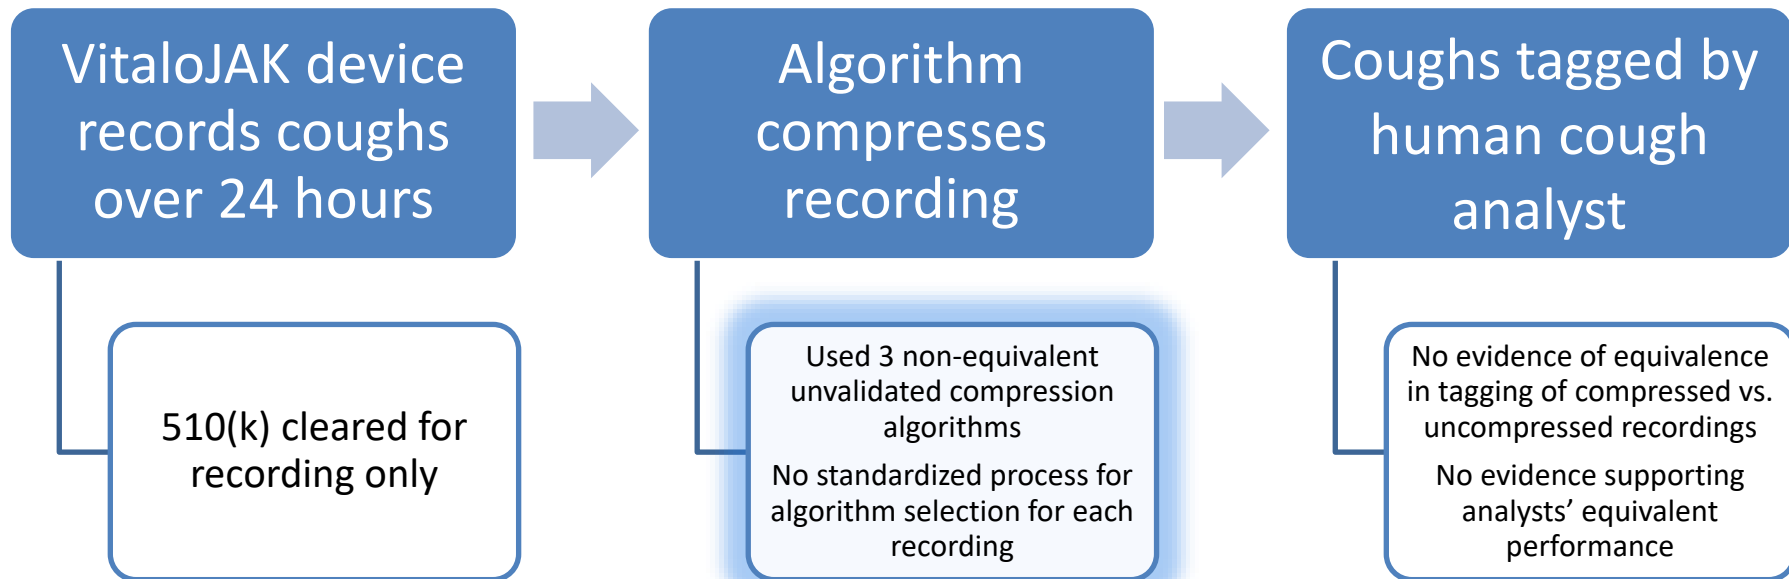 VitaloJAK device
records coughs
over 24 hours
Algorithm
compresses
recording
Coughs tagged by
human cough
analyst
510(k) cleared for
recording only
Used 3 non-equivalent
unvalidated compression
algorithms
No standardized process for
algorithm selection for each
recording
No evidence of equivalence
in tagging of compressed vs.
uncompressed recordings
No evidence supporting
analysts’ equivalent
performance